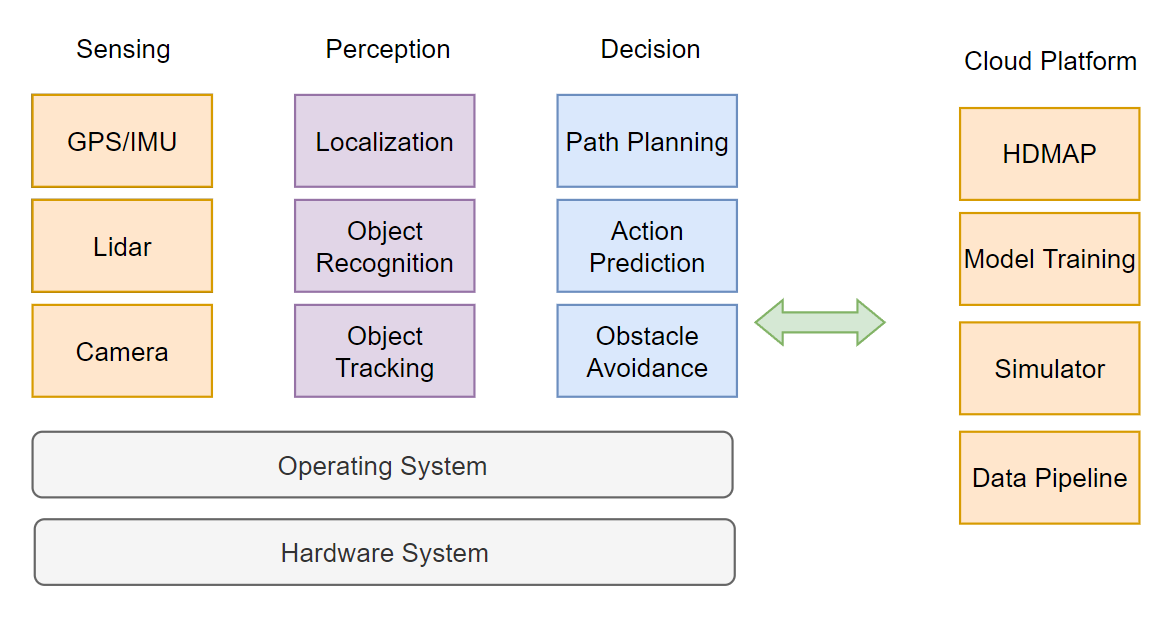 Sensing
Perception
Decision
Cloud Platform
GPS/IMU
Localization
Path Planning
HDMAP
Lidar
Object
Recognition
Action
Prediction
Model Training
Camera
Object
Tracking
Obstacle
Avoidance
Simulator
Operating System
Data Pipeline
Hardware System